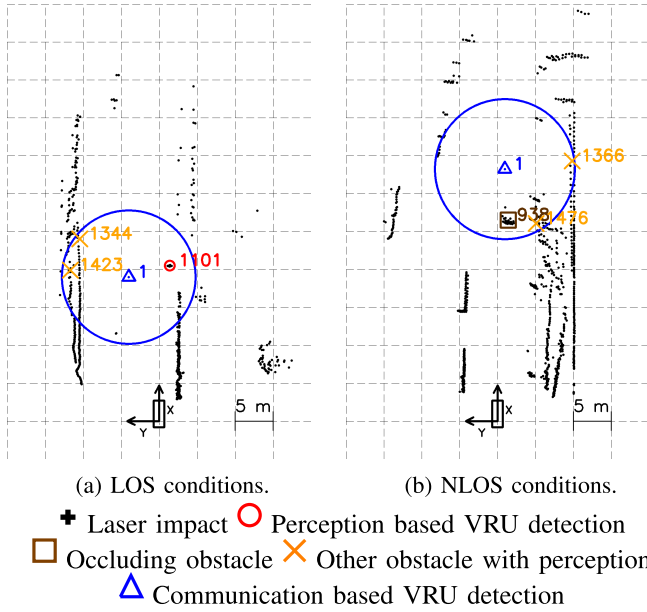 1344
1423
1
1101
5 m
X
Y
1
1366
938
1476
5 m
X
Y
(a) LOS conditions.
(b) NLOS conditions.
Laser impact
Perception based VRU detection
Occluding obstacle
Other obstacle with perception
Communication based VRU detection